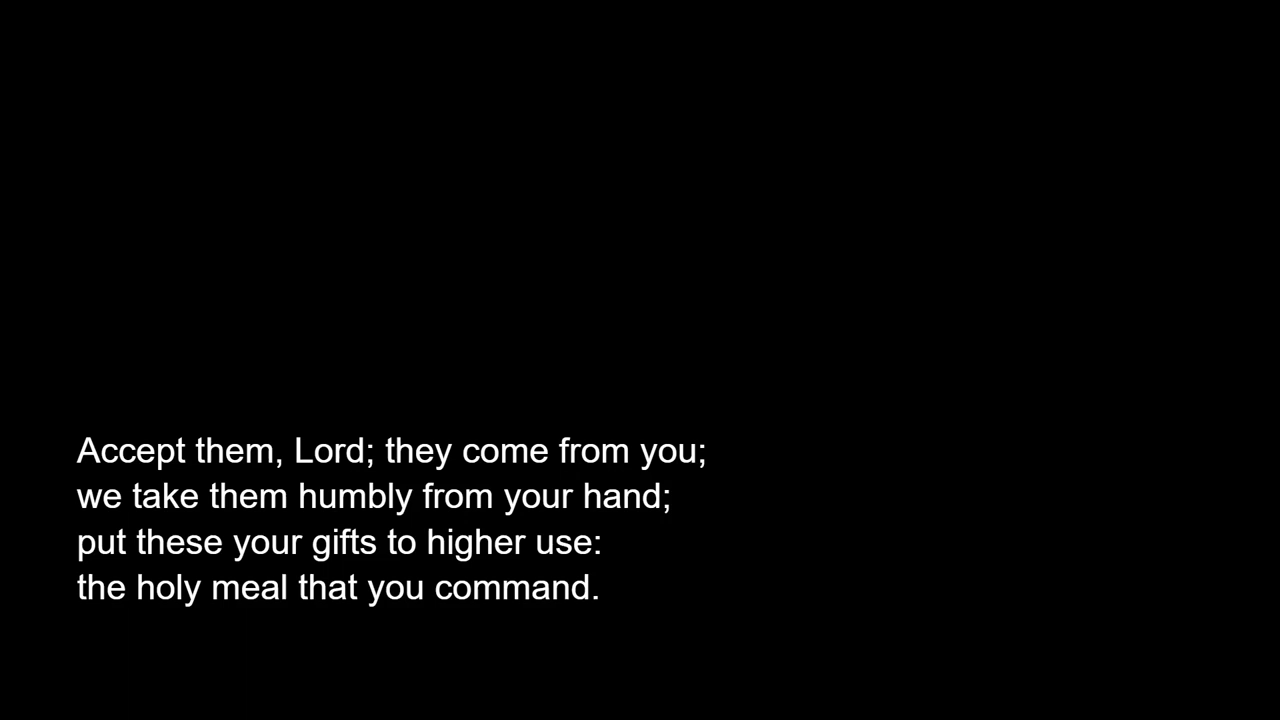 Accept them, Lord; they come from you;
we take them humbly from your hand;
put these your gifts to higher use:
the holy meal that you command.